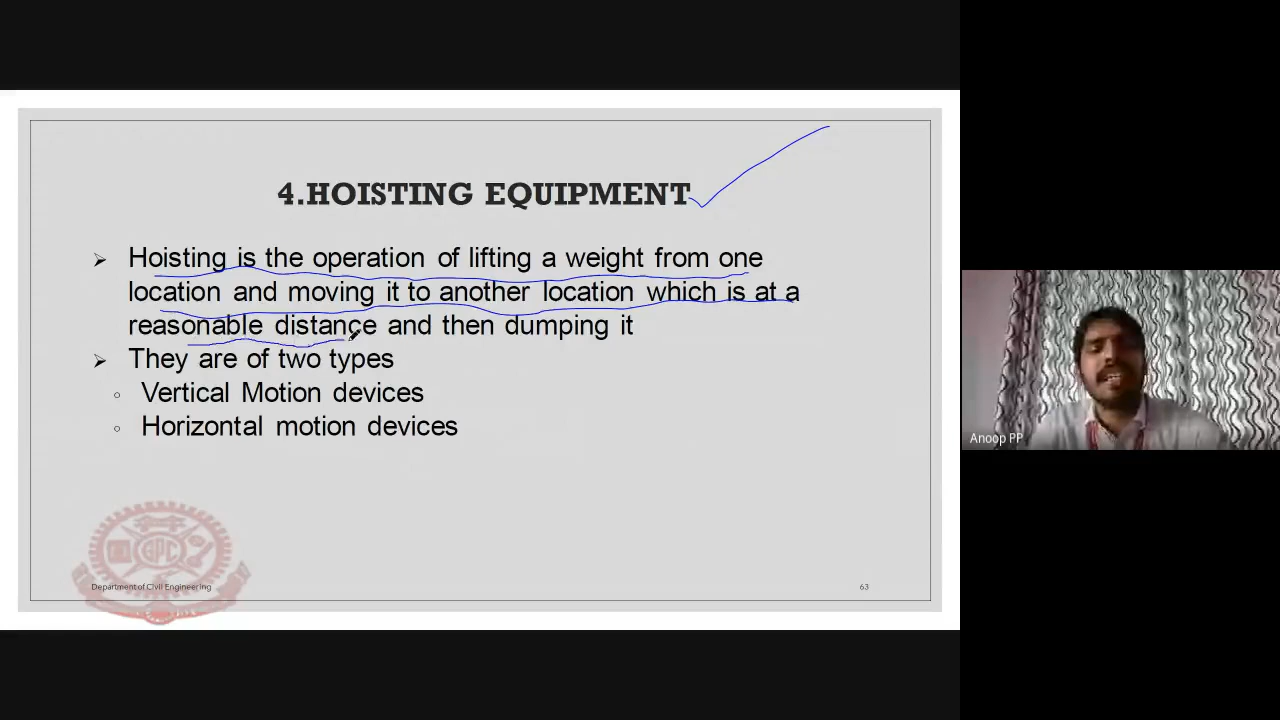 4.HOISTING EQUIPMENT
Hoisting is the operation of lifting a weight from one
location and moving it to another location which is at a
reasonable distance and then dumping it
They are of two types
Vertical Motion devices
Horizontal motion devices
GPC
Department of Civil Engineering
63
Anoop PP